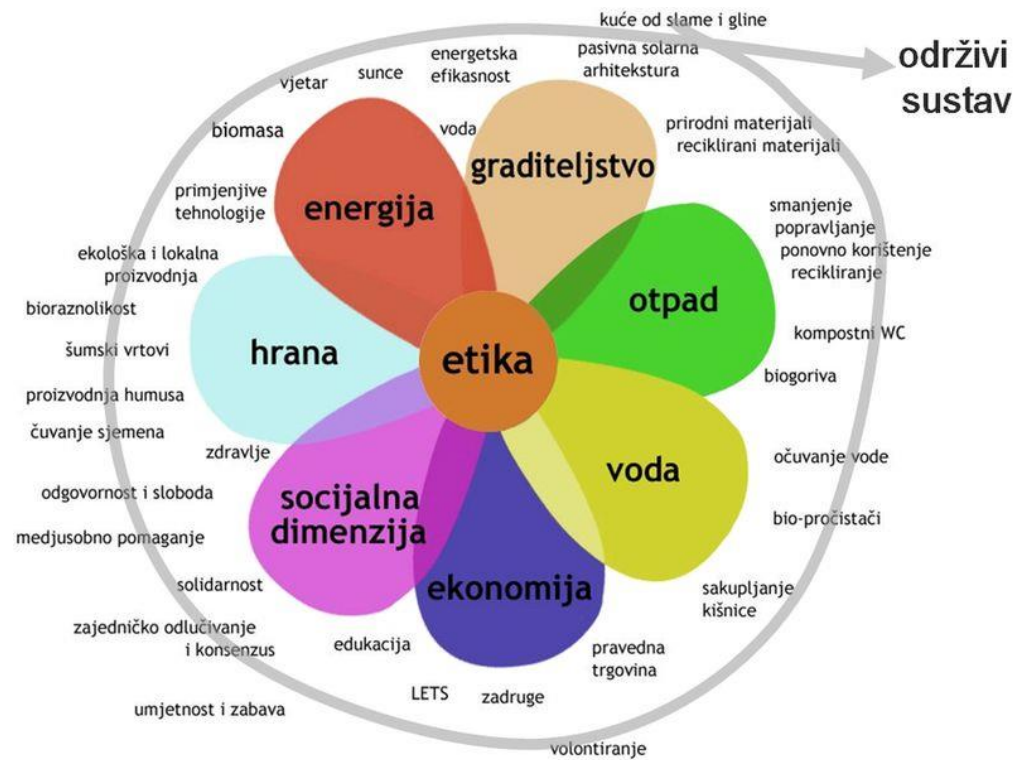 kuće od slame i gline
pasivna solarna
arhitekstura
održivi
sustav
energetska
efikasnost
sunce
vjetar
biomasa
voda
prirodni materijali
reciklirani materijali
graditeljstvo
primjenjive
tehnologije
energija
smanjenje
popravljanje
ponovno korištenje
recikliranje
ekološka i lokalna
proizvodnja
bioraznolikost
otpad
šumski vrtovi
hrana
etika
kompostni WC
biogoriva
proizvodnja humusa
čuvanje sjemena
zdravlje
voda
očuvanje vode
odgovornost i sloboda
socijalna
dimenzija
bio-pročistači
medjusobno pomaganje
solidarnost
ekonomija
sakupljanje
kišnice
zajedničko odlučivanje
i konsenzus
edukacija
pravedna
trgovina
LETS
zadruge
umjetnost i zabava
volontiranje